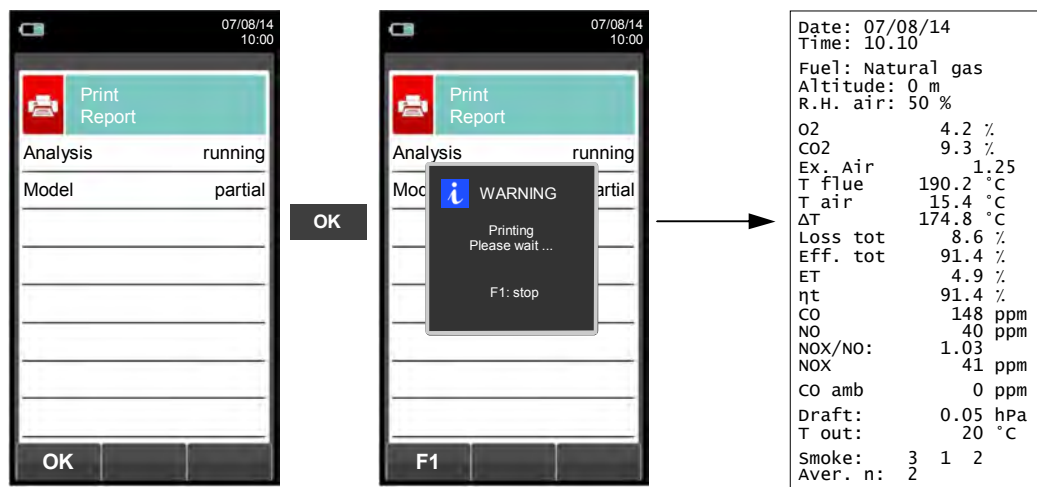 07/08/14
10:00
Print
Report
Analysis running
Model partial
OK
OK
07/08/14
10:00
Print
Report
Analysis running
Moc artial
i WARNING
Printing
Please wait ...
F1: stop
F1
Date: 07/08/14
Time: 10.10
Fuel: Natural gas
Altitude: 0 m
R.H. air: 50 %
O2 4.2 %
CO2 9.3 %
Ex. Air 1.25
T flue 190.2 °C
T air 15.4 °C
ΔT 174.8 °C
Loss tot 8.6 %
Eff. tot 91.4 %
ET 4.9 %
ηt 91.4 %
CO 148 ppm
NO 40 ppm
NOX/NO: 1.03
NOX 41 ppm
CO amb 0 ppm
Draft: 0.05 hPa
T out: 20 °C
Smoke: 3 1 2
Aver. n: 2